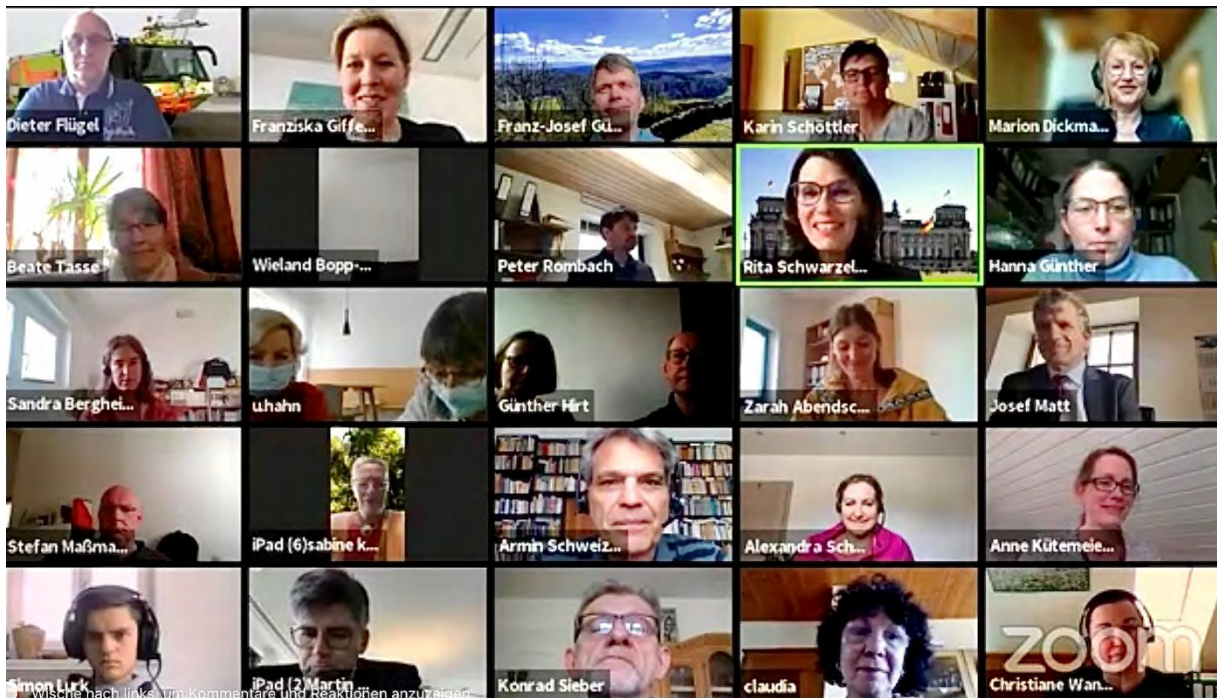 Dieter Flügel
Franziska Giffe...
Franz-Josef Gü...
Karin Schöttler
Marion Dickma...
Beate Tasse
Wieland Bopp-...
Peter Rombach
Rita Schwarzel...
Hanna Günther
Sandra Berghei...
u.hahn
Günther Hirt
Zarah Abendsc...
Josef Matt
Stefan Maßma...
iPad (6)sabine k...
Armin Schweiz...
Alexandra Sch...
Anne Kütemeie...
Simon Lurk
iPad (2)Martin...
Konrad Sieber
claudia
Christiane Wan...
zoom
Wische nach links, um Kommentare und Reaktionen anzuzeigen